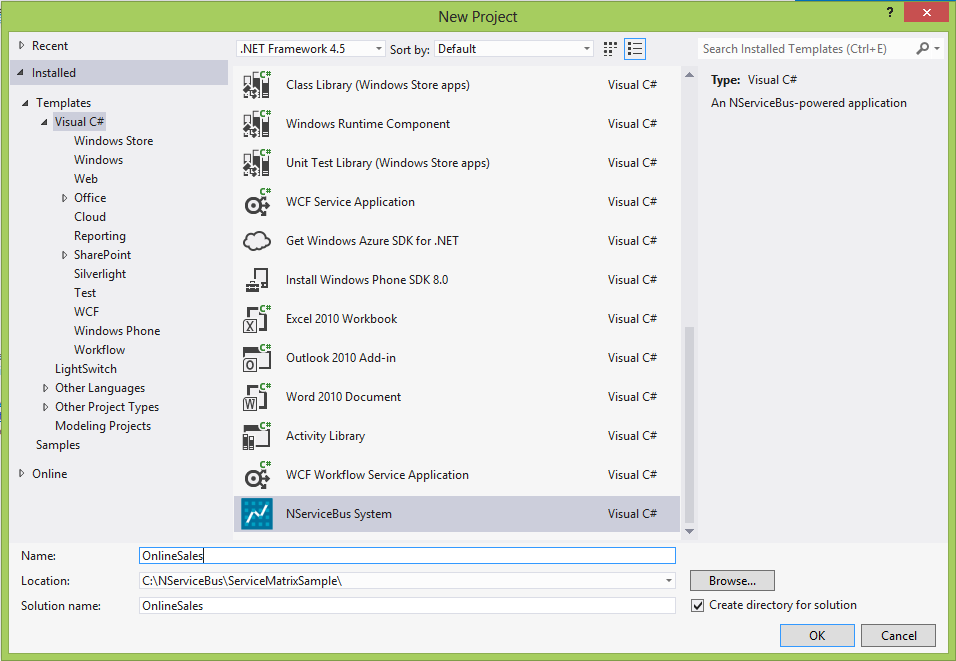 New Project
?
Recent
.NET Framework 4.5
Sort by:
Default
Search Installed Templates (Ctrl+E)
Installed
Templates
Visual C#
Windows Store
Windows
Web
Office
Cloud
Reporting
SharePoint
Silverlight
Test
WCF
Windows Phone
Workflow
LightSwitch
Other Languages
Other Project Types
Modeling Projects
Samples
Online
Class Library (Windows Store apps) Visual C#
Windows Runtime Component Visual C#
Unit Test Library (Windows Store apps) Visual C#
WCF Service Application Visual C#
Get Windows Azure SDK for .NET Visual C#
Install Windows Phone SDK 8.0 Visual C#
Excel 2010 Workbook Visual C#
Outlook 2010 Add-in Visual C#
Word 2010 Document Visual C#
Activity Library Visual C#
WCF Workflow Service Application Visual C#
NServiceBus System Visual C#
Type: Visual C#
An NServiceBus-powered application
Name: OnlineSales
Location: C:\NServiceBus\ServiceMatrixSample\
Browse...
Solution name: OnlineSales
Create directory for solution
OK
Cancel